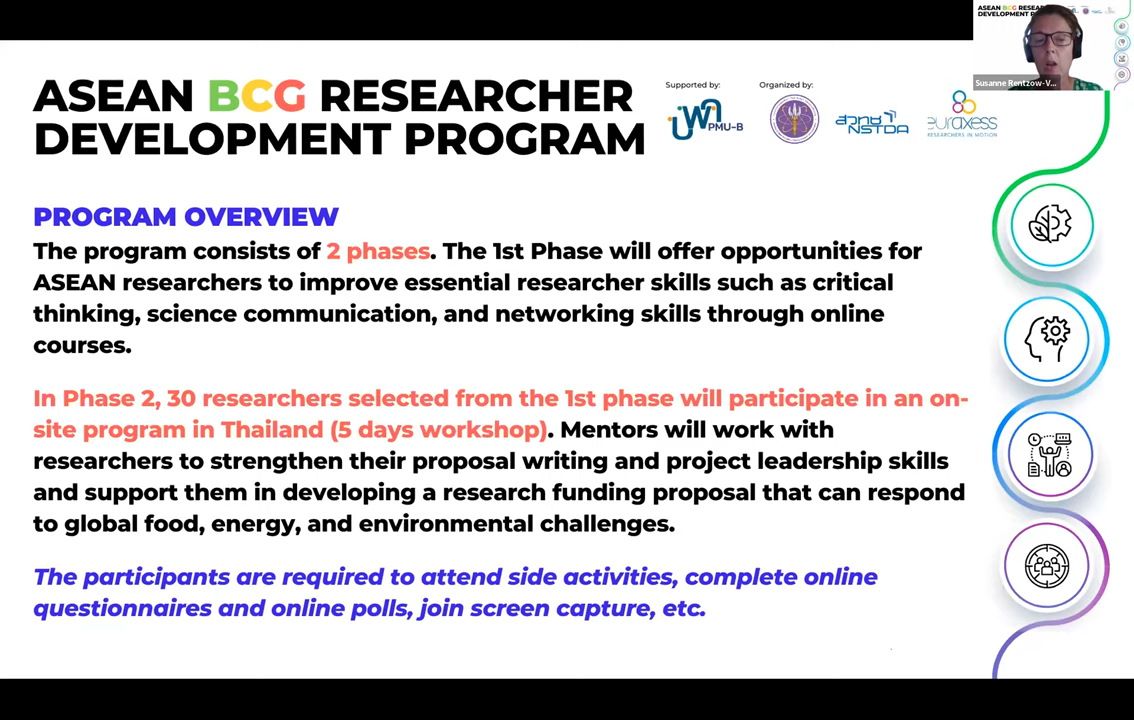 ASEAN BCG RESEARCHER
DEVELOPMENT PROGRAM
Supported by:
PMU-B
Organized by:
สวทช
NSTDA
euraxess
RESEARCHERS IN MOTION
ASEAN BCG RESEAR
DEVELOPMENT PRO
Susanne Rentzow-V...
PROGRAM OVERVIEW
The program consists of 2 phases. The 1st Phase will offer opportunities for
ASEAN researchers to improve essential researcher skills such as critical
thinking, science communication, and networking skills through online
courses.
In Phase 2, 30 researchers selected from the 1st phase will participate in an on-
site program in Thailand (5 days workshop). Mentors will work with
researchers to strengthen their proposal writing and project leadership skills
and support them in developing a research funding proposal that can respond
to global food, energy, and environmental challenges.
The participants are required to attend side activities, complete online
questionnaires and online polls, join screen capture, etc.